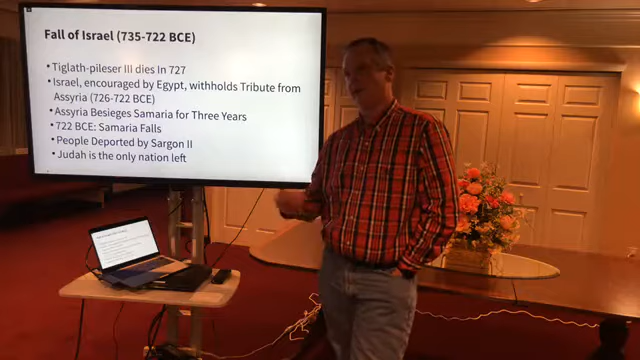 Fall of Israel (735-722 BCE)
• Tiglath-pileser III dies In 727
• Israel, encouraged by Egypt, withholds Tribute from
Assyria (726-722 BCE)
• Assyria Besieges Samaria for Three Years
• 722 BCE: Samaria Falls
• People Deported by Sargon II
• Judah is the only nation left